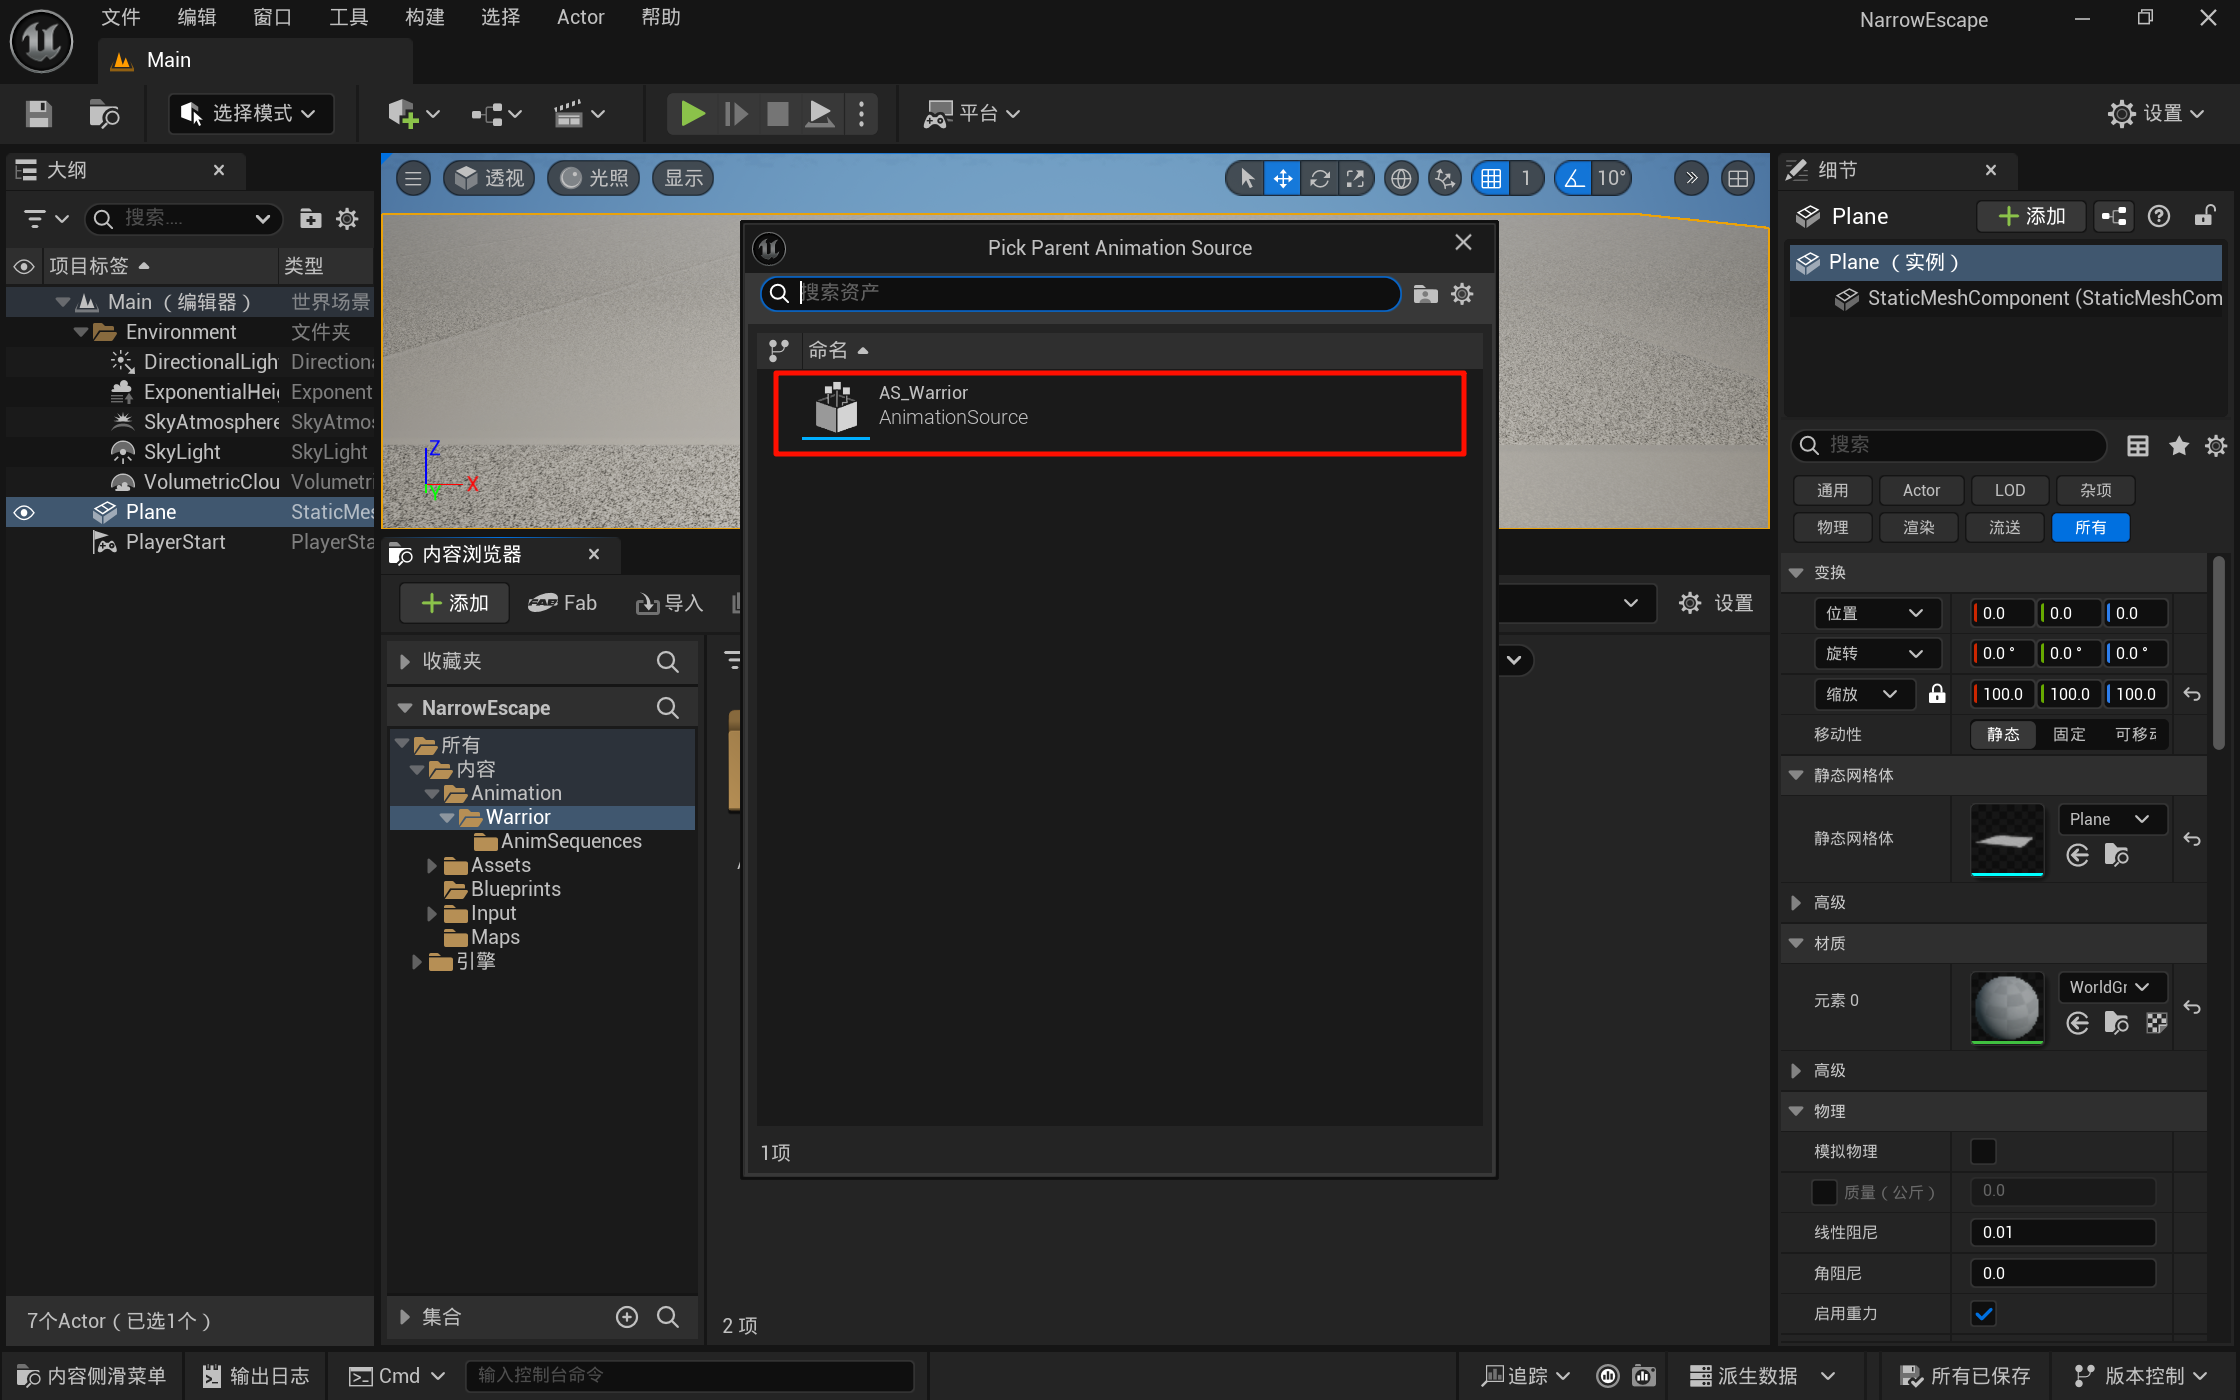 文件 编辑 窗口 工具 构建 选择 Actor 帮助
NarrowEscape
Main
选择模式
平台
设置
大纲
搜索....
项目标签 类型
Main （编辑器） 世界场景
Environment 文件夹
DirectionalLigh Directiona
ExponentialHei Exponent
SkyAtmosphere SkyAtmos
SkyLight SkyLight
VolumetricClou Volumetri
Plane StaticMes
PlayerStart PlayerSta
7个Actor（已选1个）
透视 光照 显示
1
10°
Z
X
Y
Pick Parent Animation Source
搜索资产
命名
AS_Warrior
AnimationSource
1项
内容浏览器
添加 Fab 导入
设置
收藏夹
NarrowEscape
所有
内容
Animation
Warrior
AnimSequences
Assets
Blueprints
Input
Maps
引擎
集合
2 项
细节
Plane
添加
Plane （实例）
StaticMeshComponent (StaticMeshCom
搜索
通用 Actor LOD 杂项
物理 渲染 流送 所有
变换
位置 0.0 0.0 0.0
旋转 0.0 ° 0.0 ° 0.0 °
缩放 100.0 100.0 100.0
移动性 静态 固定 可移
静态网格体
静态网格体 Plane
高级
材质
元素 0 WorldGr
高级
物理
模拟物理
质量（公斤） 0.0
线性阻尼 0.01
角阻尼 0.0
启用重力
内容侧滑菜单 输出日志 Cmd 输入控制台命令
追踪 派生数据 所有已保存 版本控制